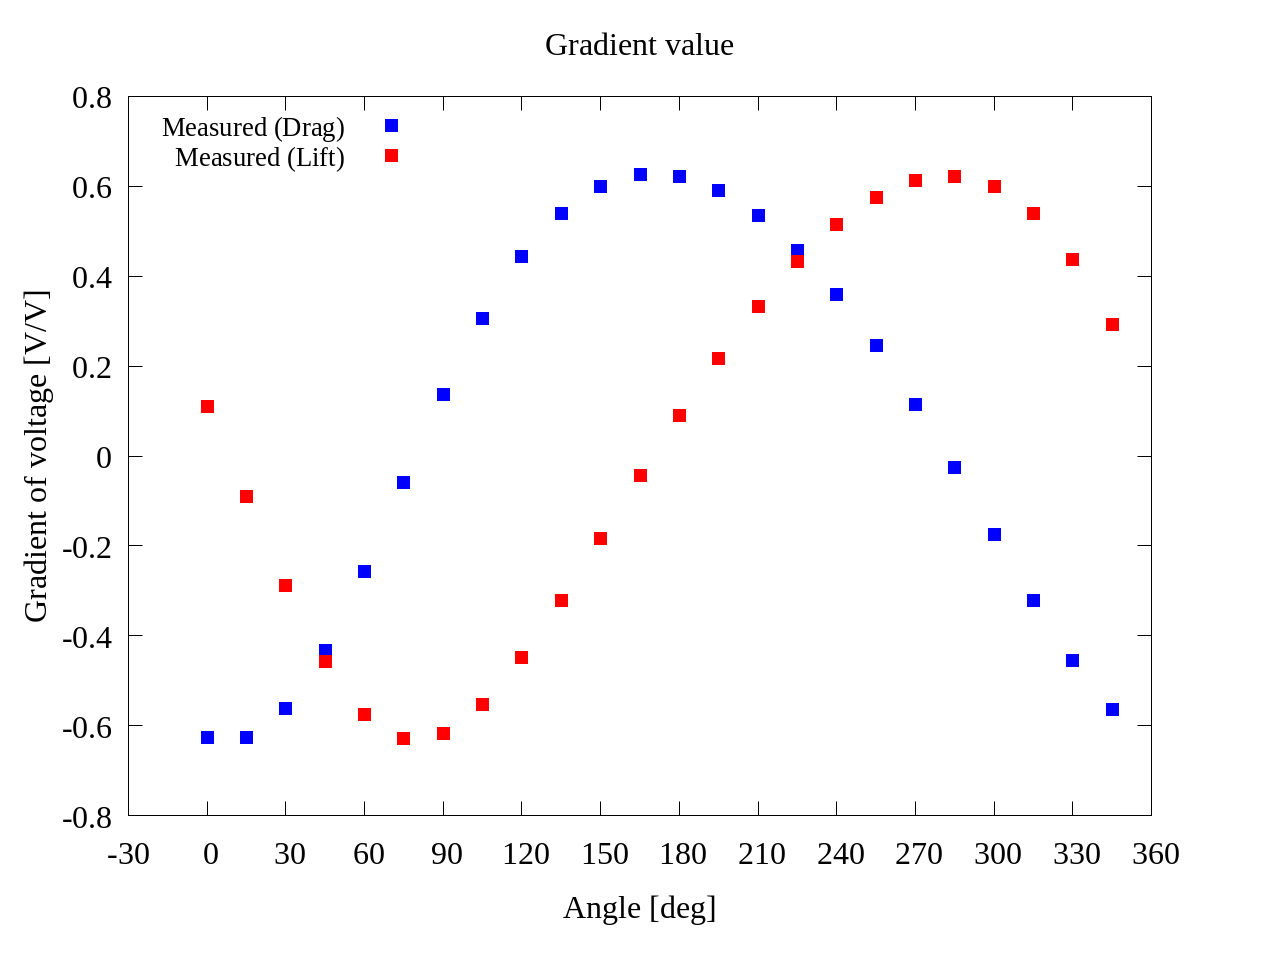 Gradient value
Measured (Drag)
Measured (Lift)
0.8
0.6
0.4
0.2
0
-0.2
-0.4
-0.6
-0.8
Gradient of voltage [V/V]
-30 0 30 60 90 120 150 180 210 240 270 300 330 360
Angle [deg]